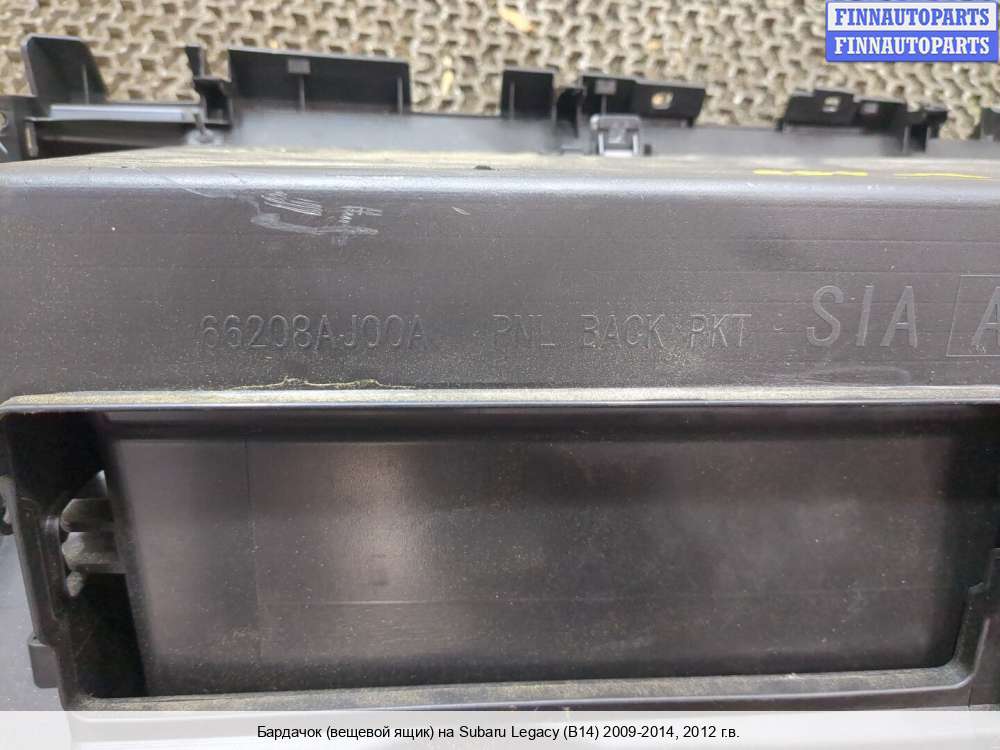 FINNAUTOPARTS
FINNAUTOPARTS
66208AJ00A PNL BACK PKT - SIA A
Бардачок (вещевой ящик) на Subaru Legacy (B14) 2009-2014, 2012 г.в.